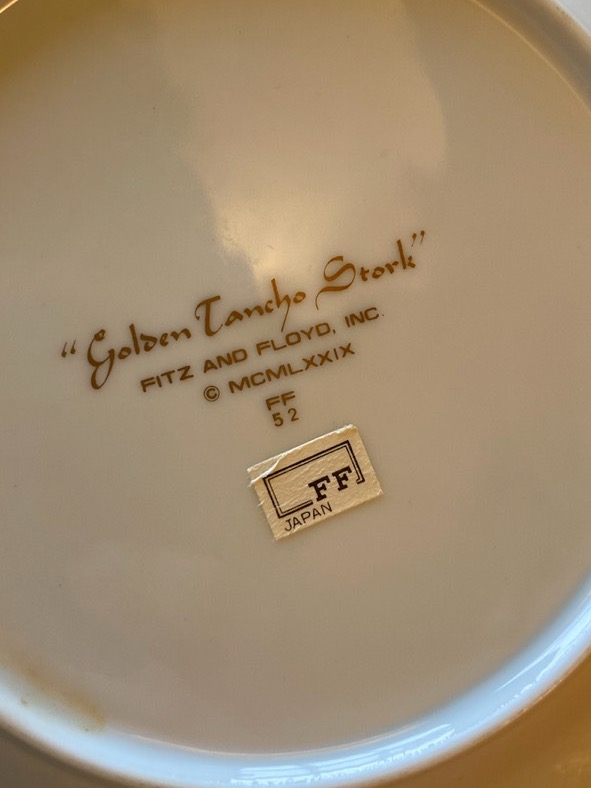 "Golden Tancho Stork"
FITZ AND FLOYD, INC.
© MCMLXXIX
FF
52
FF
JAPAN